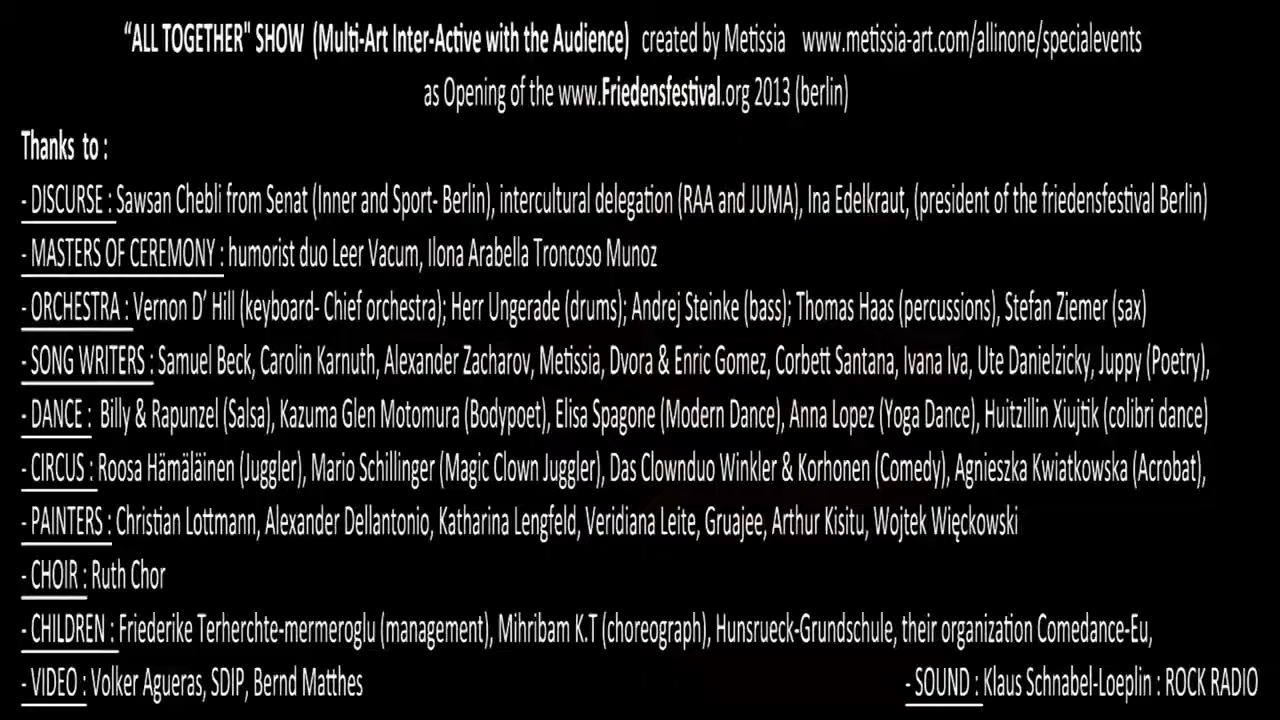 “ALL TOGETHER" SHOW (Multi-Art Inter-Active with the Audience) created by Metissia www.metissia-art.com/allinone/specialevents
as Opening of the www.Friedensfestival.org 2013 (berlin)
Thanks to :
- DISCURSE : Sawsan Chebli from Senat (Inner and Sport- Berlin), intercultural delegation (RAA and JUMA), Ina Edelkraut, (president of the friedensfestival Berlin)
- MASTERS OF CEREMONY : humorist duo Leer Vacum, Ilona Arabella Troncoso Munoz
- ORCHESTRA : Vernon D’ Hill (keyboard- Chief orchestra); Herr Ungerade (drums); Andrej Steinke (bass); Thomas Haas (percussions), Stefan Ziemer (sax)
- SONG WRITERS : Samuel Beck, Carolin Karnuth, Alexander Zacharov, Metissia, Dvora & Enric Gomez, Corbett Santana, Ivana Iva, Ute Danielzicky, Juppy (Poetry),
- DANCE : Billy & Rapunzel (Salsa), Kazuma Glen Motomura (Bodypoet), Elisa Spagone (Modern Dance), Anna Lopez (Yoga Dance), Huitzillin Xiujtik (colibri dance)
- CIRCUS : Roosa Hämäläinen (Juggler), Mario Schillinger (Magic Clown Juggler), Das Clownduo Winkler & Korhonen (Comedy), Agnieszka Kwiatkowska (Acrobat),
- PAINTERS : Christian Lottmann, Alexander Dellantonio, Katharina Lengfeld, Veridiana Leite, Gruajee, Arthur Kisitu, Wojtek Więckowski
- CHOIR : Ruth Chor
- CHILDREN : Friederike Terherchte-mermeroglu (management), Mihribam K.T (choreograph), Hunsrueck-Grundschule, their organization Comedance-Eu,
- VIDEO : Volker Agueras, SDIP, Bernd Matthes - SOUND : Klaus Schnabel-Loeplin : ROCK RADIO